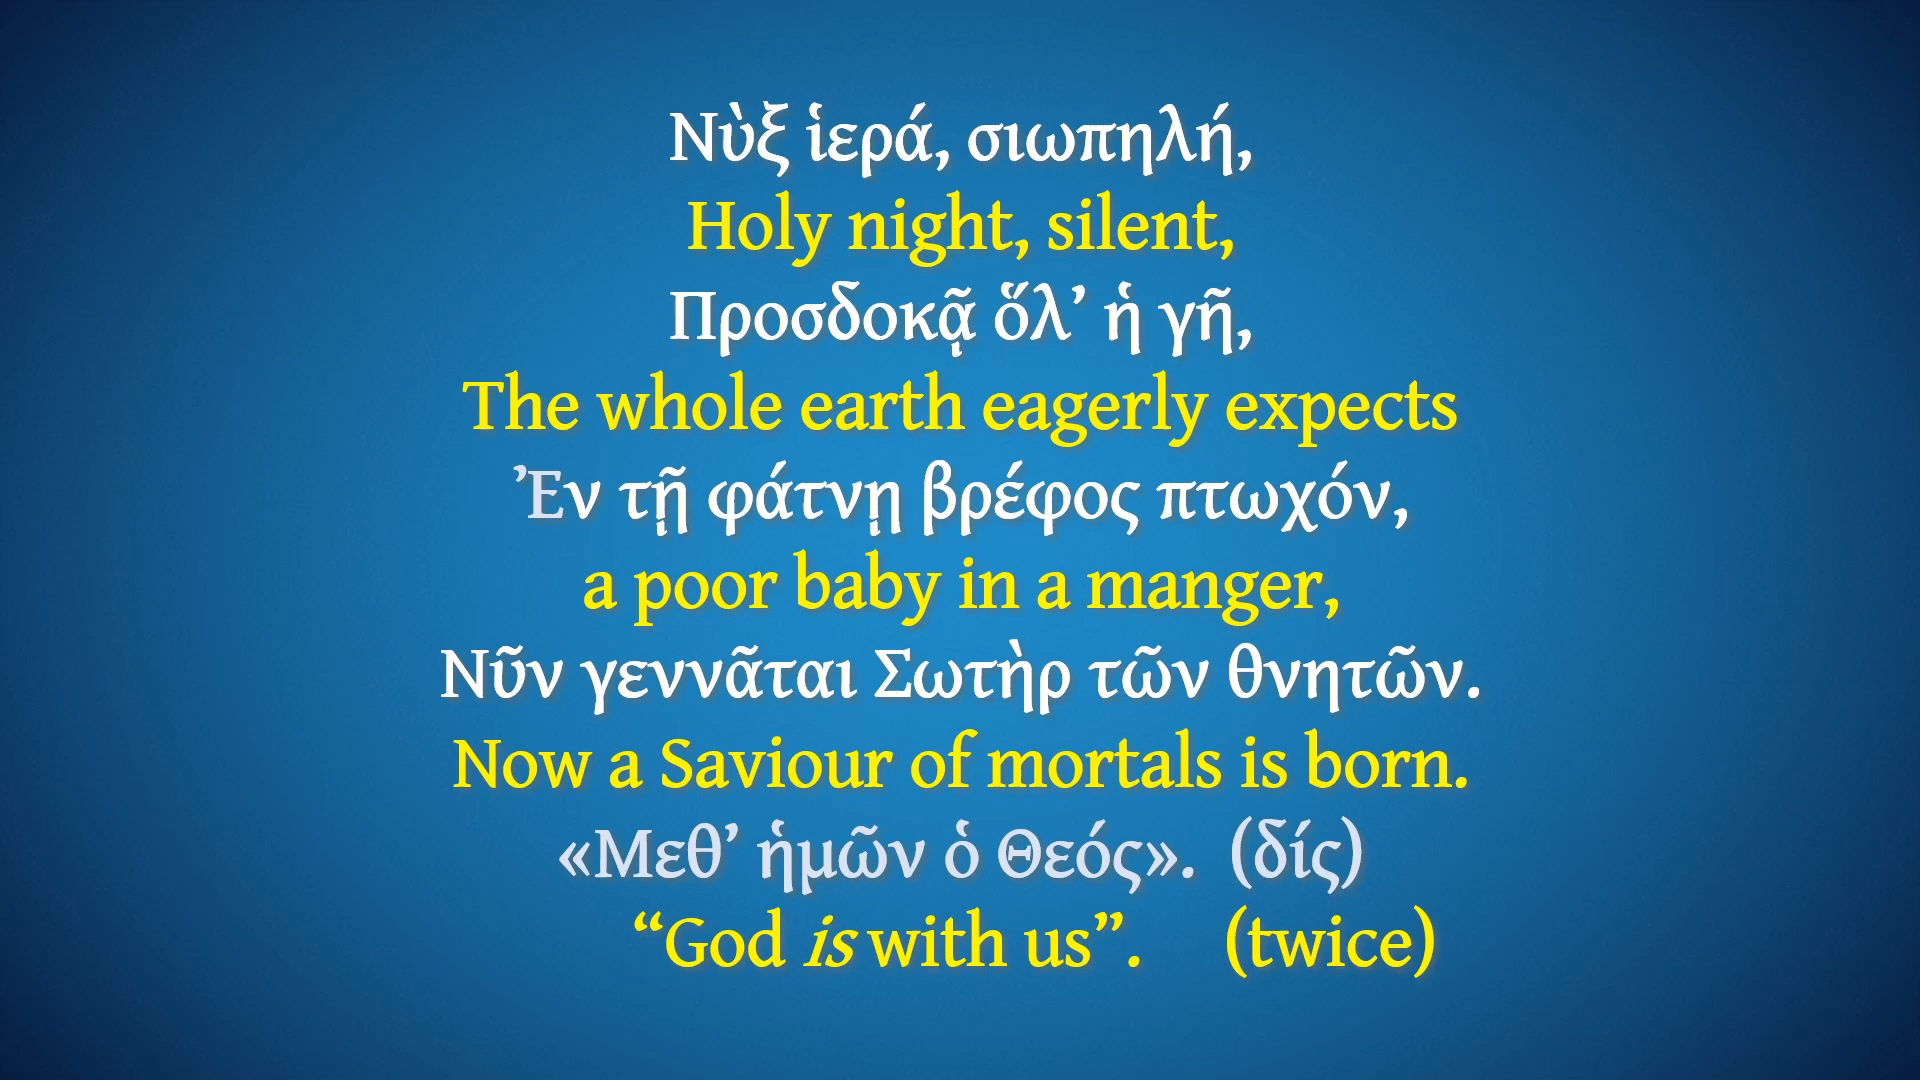 Νὺξ ἱερά, σιωπηλή,
Holy night, silent,
Προσδοκᾷ ὅλ’ ἡ γῆ,
The whole earth eagerly expects
Ἐν τῇ φάτνῃ βρέφος πτωχόν,
a poor baby in a manger,
Νῦν γεννᾶται Σωτὴρ τῶν θνητῶν.
Now a Saviour of mortals is born.
«Μεθ’ ἡμῶν ὁ Θεός». (δίς)
“God is with us”. (twice)